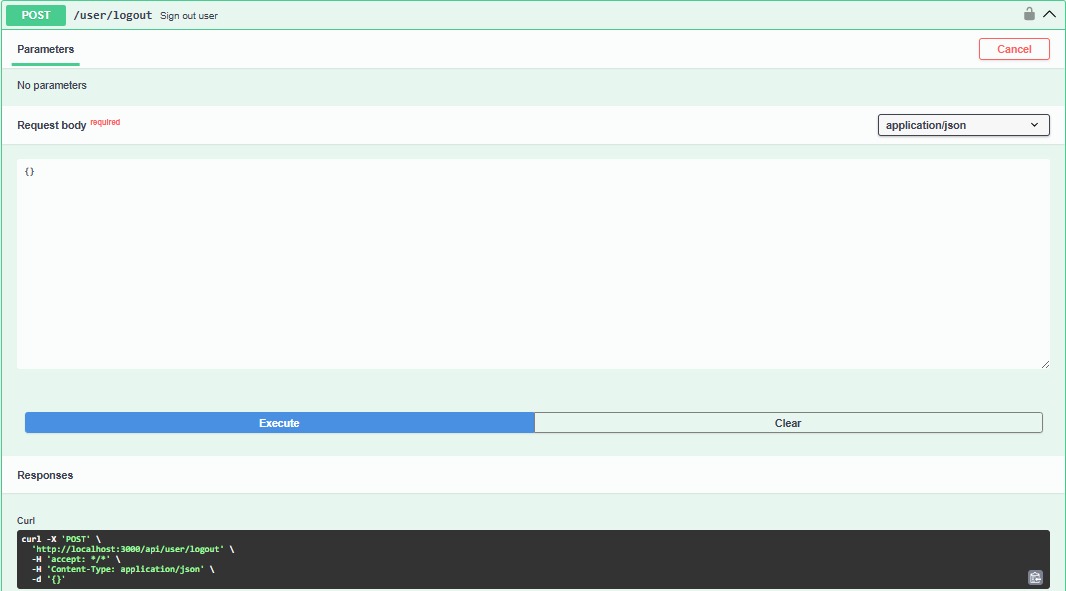 POST /user/logout Sign out user
Parameters
Cancel
No parameters
Request body required
application/json
{}
Execute
Clear
Responses
Curl
curl -X 'POST' \
'http://localhost:3000/api/user/logout' \
-H 'accept: */*' \
-H 'Content-Type: application/json' \
-d '{}'